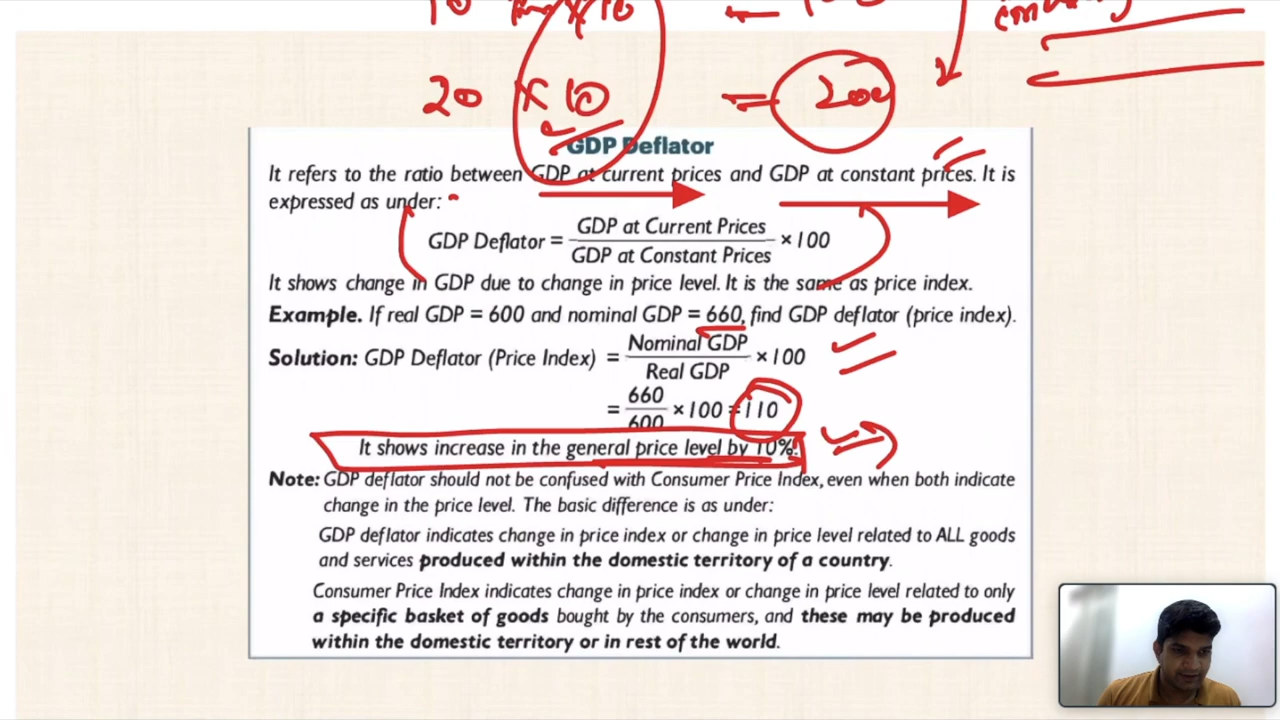 20 × 10 = 200
GDP Deflator
It refers to the ratio between GDP at current prices and GDP at constant prices. It is
expressed as under:
GDP Deflator = GDP at Current Prices / GDP at Constant Prices × 100
It shows change in GDP due to change in price level. It is the same as price index.
Example. If real GDP = 600 and nominal GDP = 660, find GDP deflator (price index).
Solution: GDP Deflator (Price Index) = Nominal GDP / Real GDP × 100
= 660 / 600 × 100 = 110
It shows increase in the general price level by 10%.
Note: GDP deflator should not be confused with Consumer Price Index, even when both indicate
change in the price level. The basic difference is as under:
GDP deflator indicates change in price index or change in price level related to ALL goods
and services produced within the domestic territory of a country.
Consumer Price Index indicates change in price index or change in price level related to only
a specific basket of goods bought by the consumers, and these may be produced
within the domestic territory or in rest of the world.